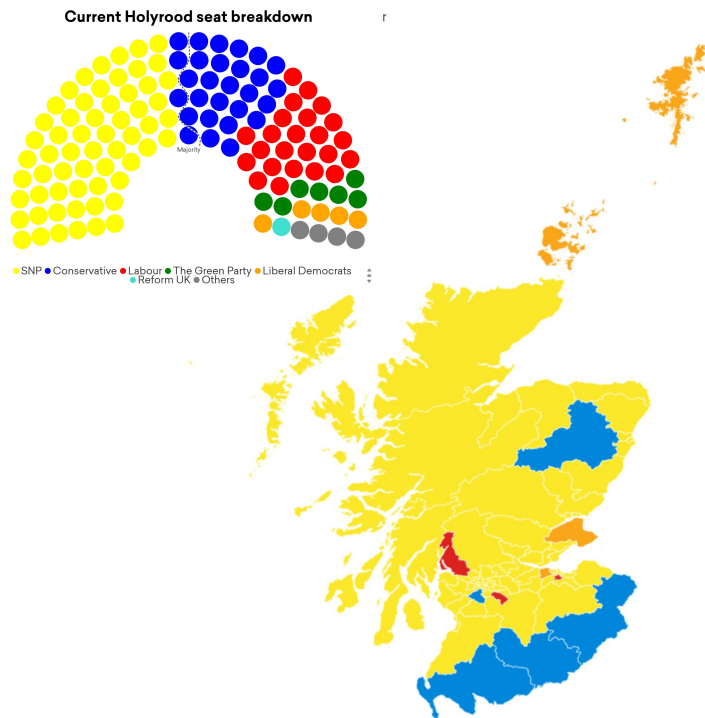 Current Holyrood seat breakdown
r
Majority
SNP Conservative Labour The Green Party Liberal Democrats
Reform UK Others